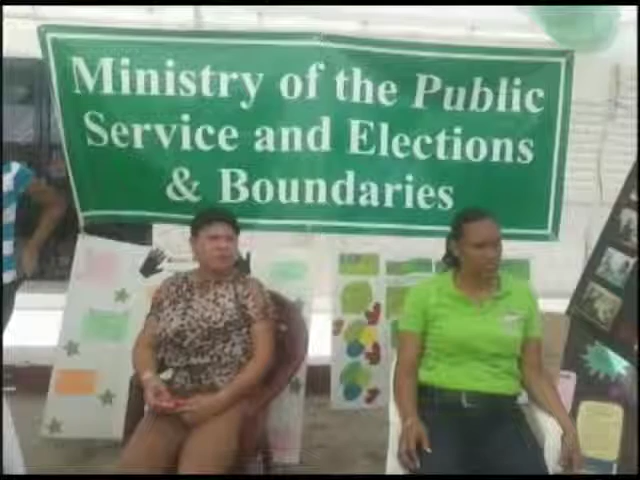 Ministry of the Public
Service and Elections
& Boundaries